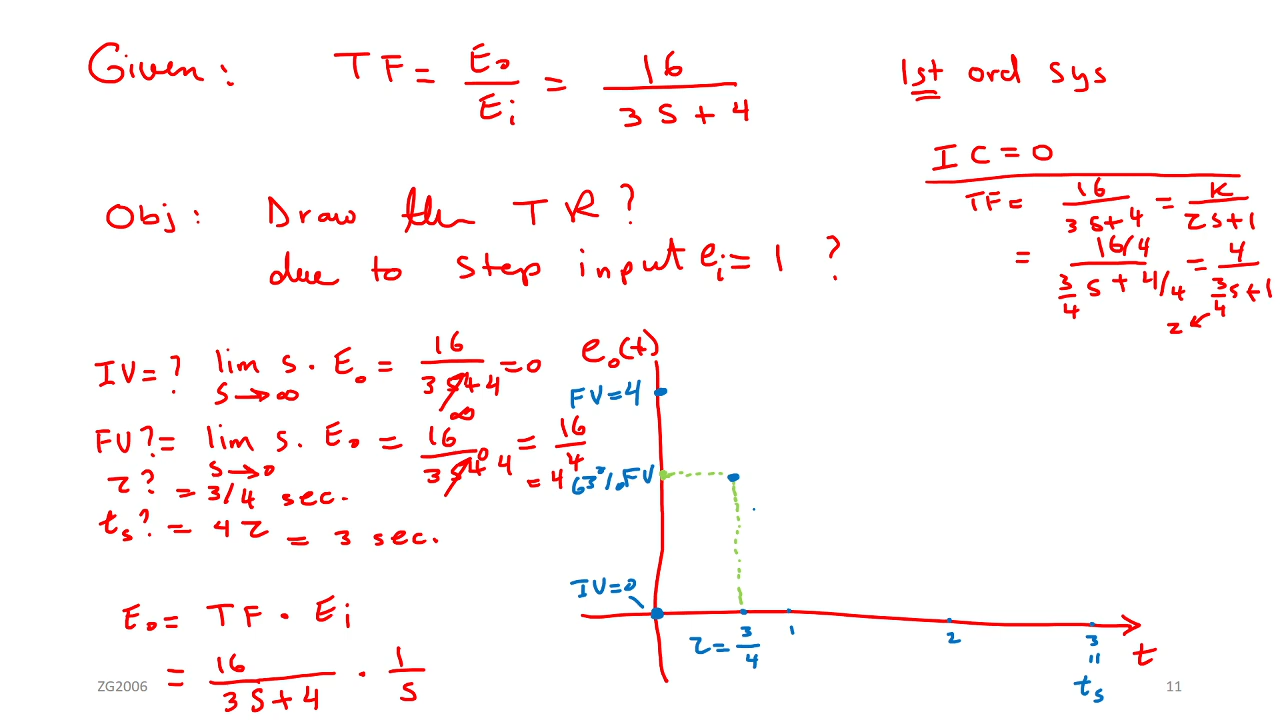 Given: TF = Eo/Ei = 16/(3S+4)
1st ord sys
IC = 0
TF = 16/(3S+4) = K/(τS+1)
= (16/4)/(3/4 S + 4/4) = 4/(3/4 S+1)
τ
Obj: Draw the TR?
due to step input ei = 1 ?
IV=? lim S→∞ S. Eo = 16/(3S+4) = 0
∞
FV?= lim S→0 S. Eo = 16/(3S+4) = 16/4
0
= 4
τ? = 3/4 sec.
ts? = 4τ = 3 sec.
Eo = TF . Ei
= 16/(3S+4) . 1/S
eo(t)
FV=4
63% FV
IV=0
τ = 3/4
1
2
3
=
ts
t
ZG2006
11